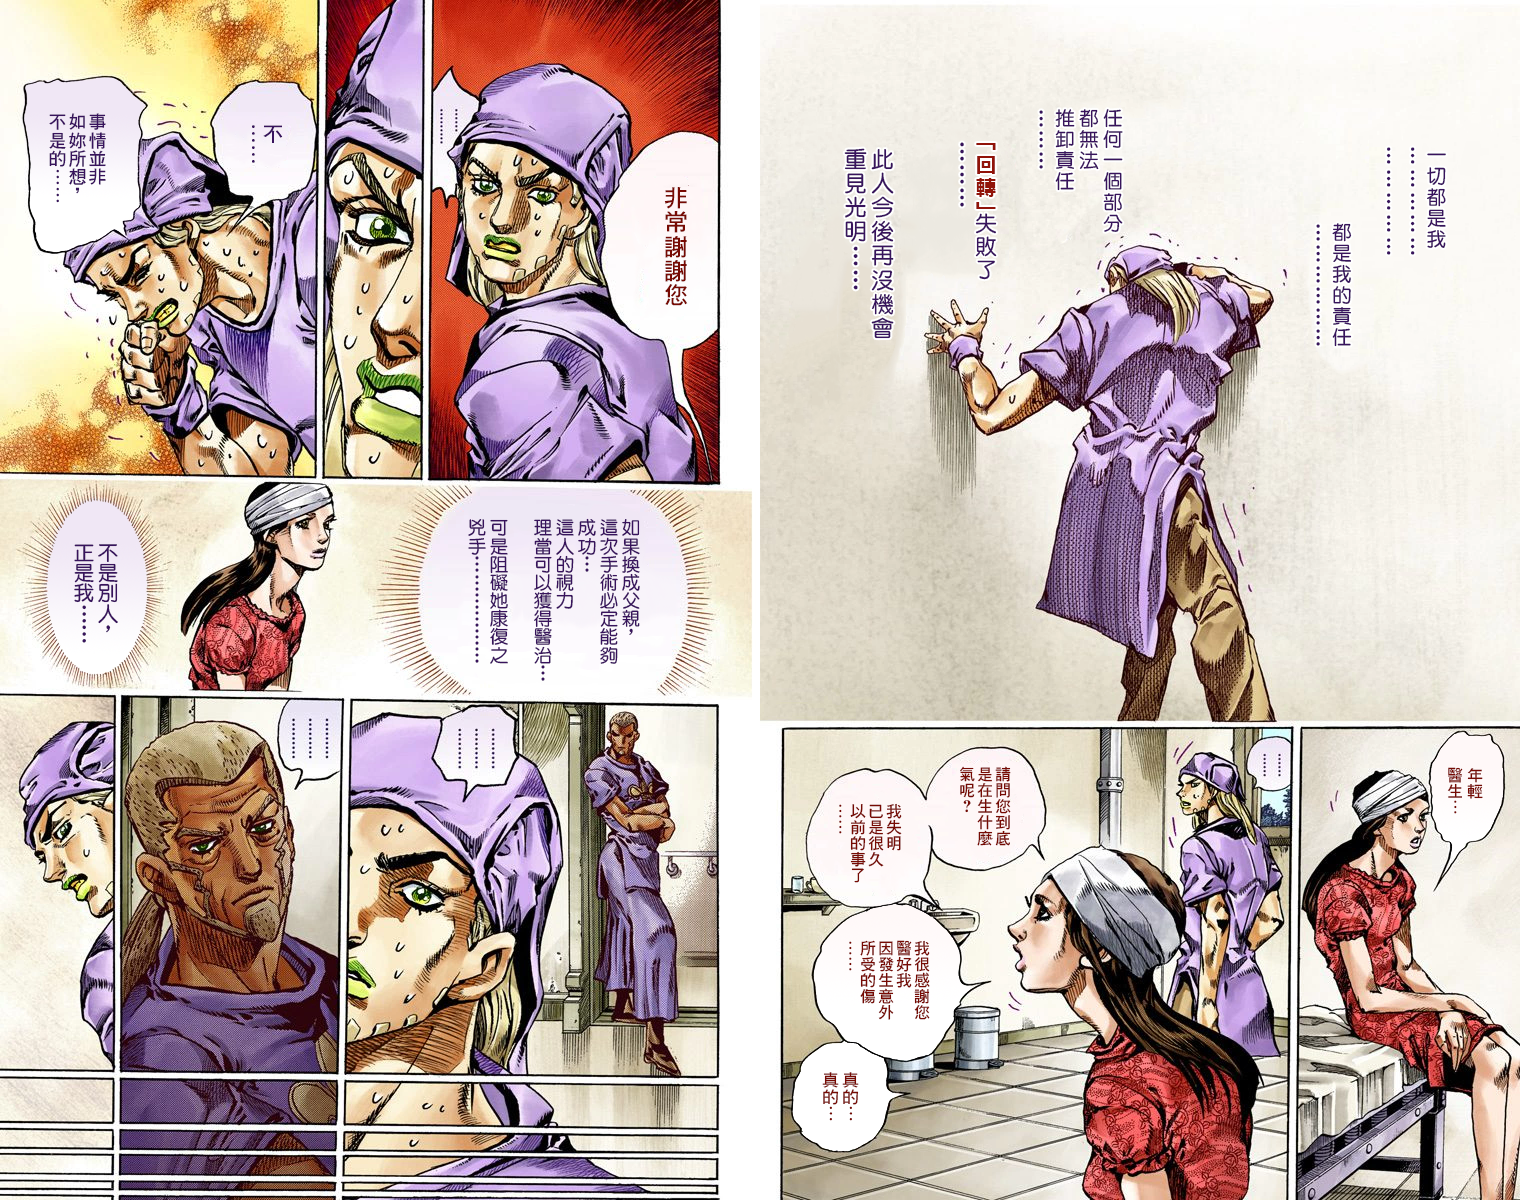 一切都是我
…………
…………
都是我的責任
……………
……………
任何一個部分
都無法
推卸責任
……
「回轉」失敗了
……
此人今後再沒機會
重見光明……
年輕
醫生…
……
請問您到底
是在生什麼
氣呢？
我失明
已是很久
以前的事了
……
我很感謝您
醫好我
因發生意外
所受的傷
……
真的…
真的…
非常謝謝您
……
……
不
……
事情並非
如妳所想，
不是的……
如果換成父親，
這次手術必定能夠
成功…
這人的視力
理當可以獲得醫治…
可是阻礙她康復之
兇手……………
不是別人，
正是我……
……
……
……
……
……